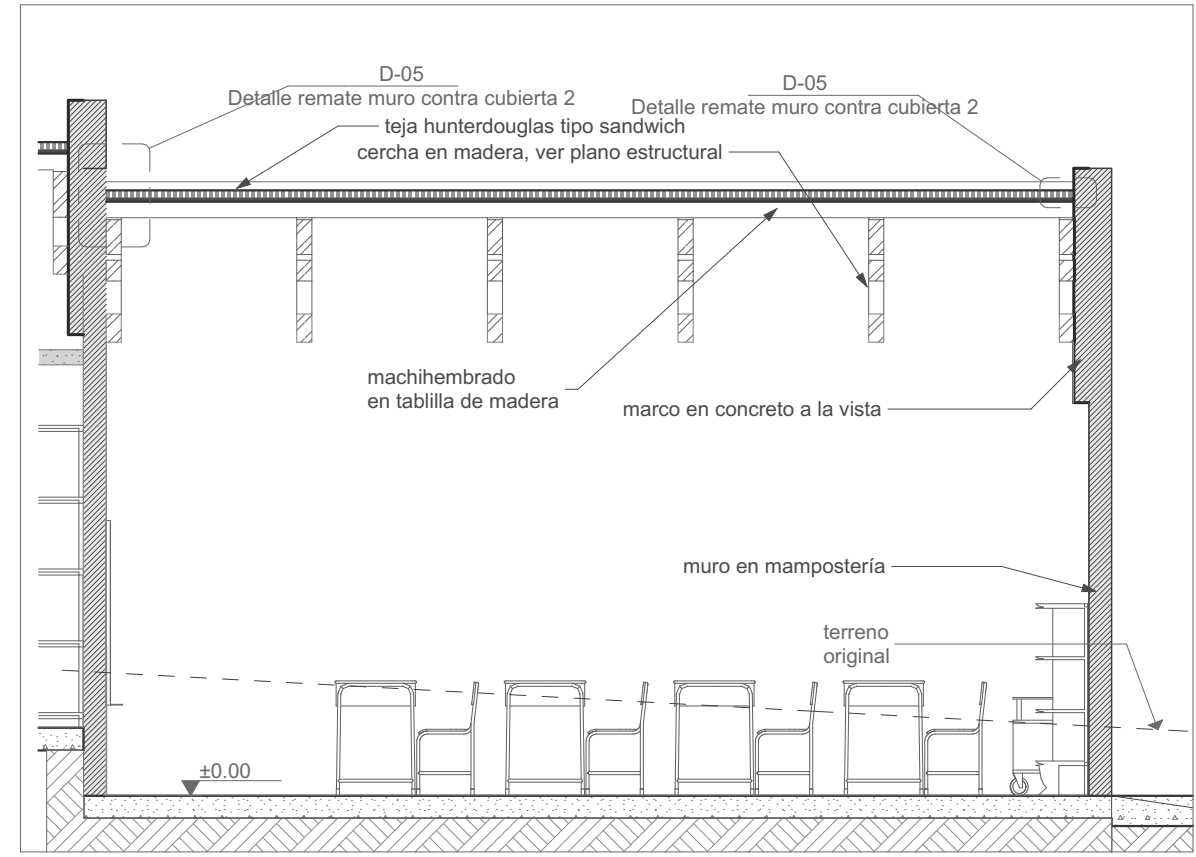 D-05
Detalle remate muro contra cubierta 2
D-05
Detalle remate muro contra cubierta 2
teja hunterdouglas tipo sandwich
cercha en madera, ver plano estructural
machihembrado
en tablilla de madera
marco en concreto a la vista
muro en mampostería
terreno
original
±0.00